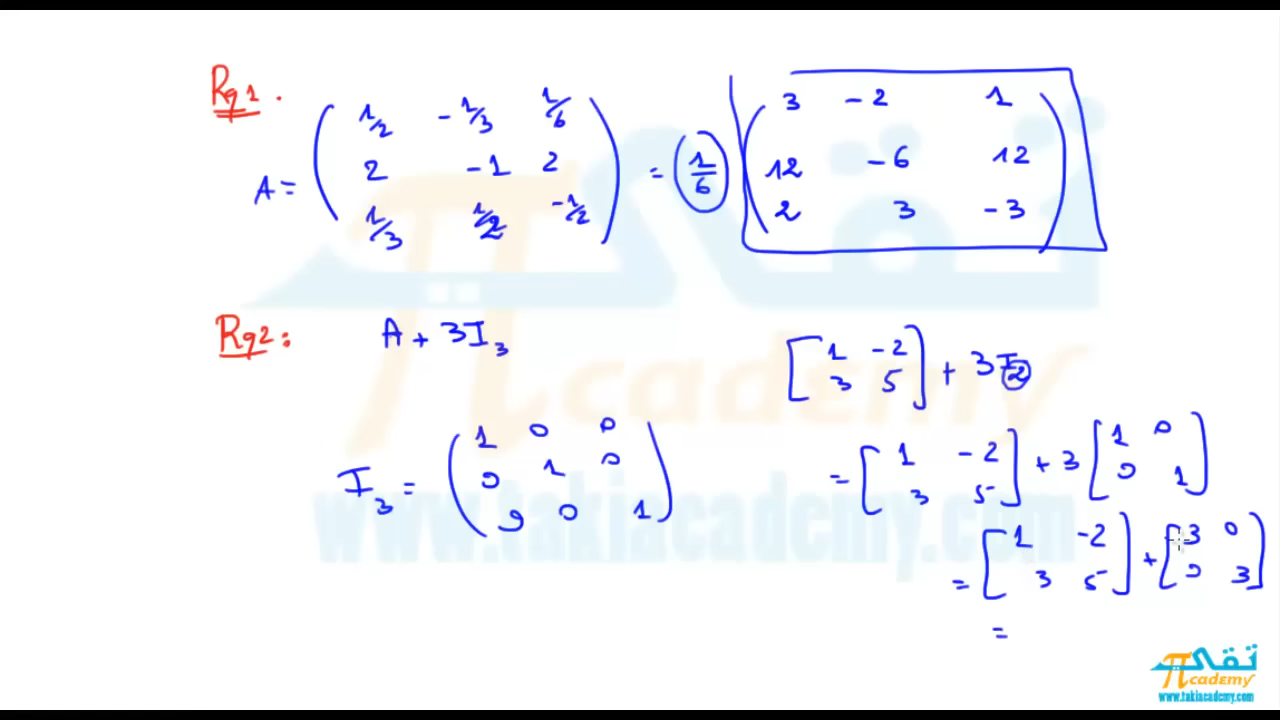 Rq1.
A = ( 1/2 -1/3 1/6 ; 2 -1 2 ; 1/3 1/2 -1/2 ) = (1/6) ( 3 -2 1 ; 12 -6 12 ; 2 3 -3 )
Rq2: A + 3I₃
I₃ = ( 1 0 0 ; 0 1 0 ; 0 0 1 )
[ 1 -2 ; 3 5 ] + 3I₂
= [ 1 -2 ; 3 5 ] + 3 [ 1 0 ; 0 1 ]
= [ 1 -2 ; 3 5 ] + [ 3 0 ; 0 3 ]
=
تقى
πcademy
www.takiacademy.com